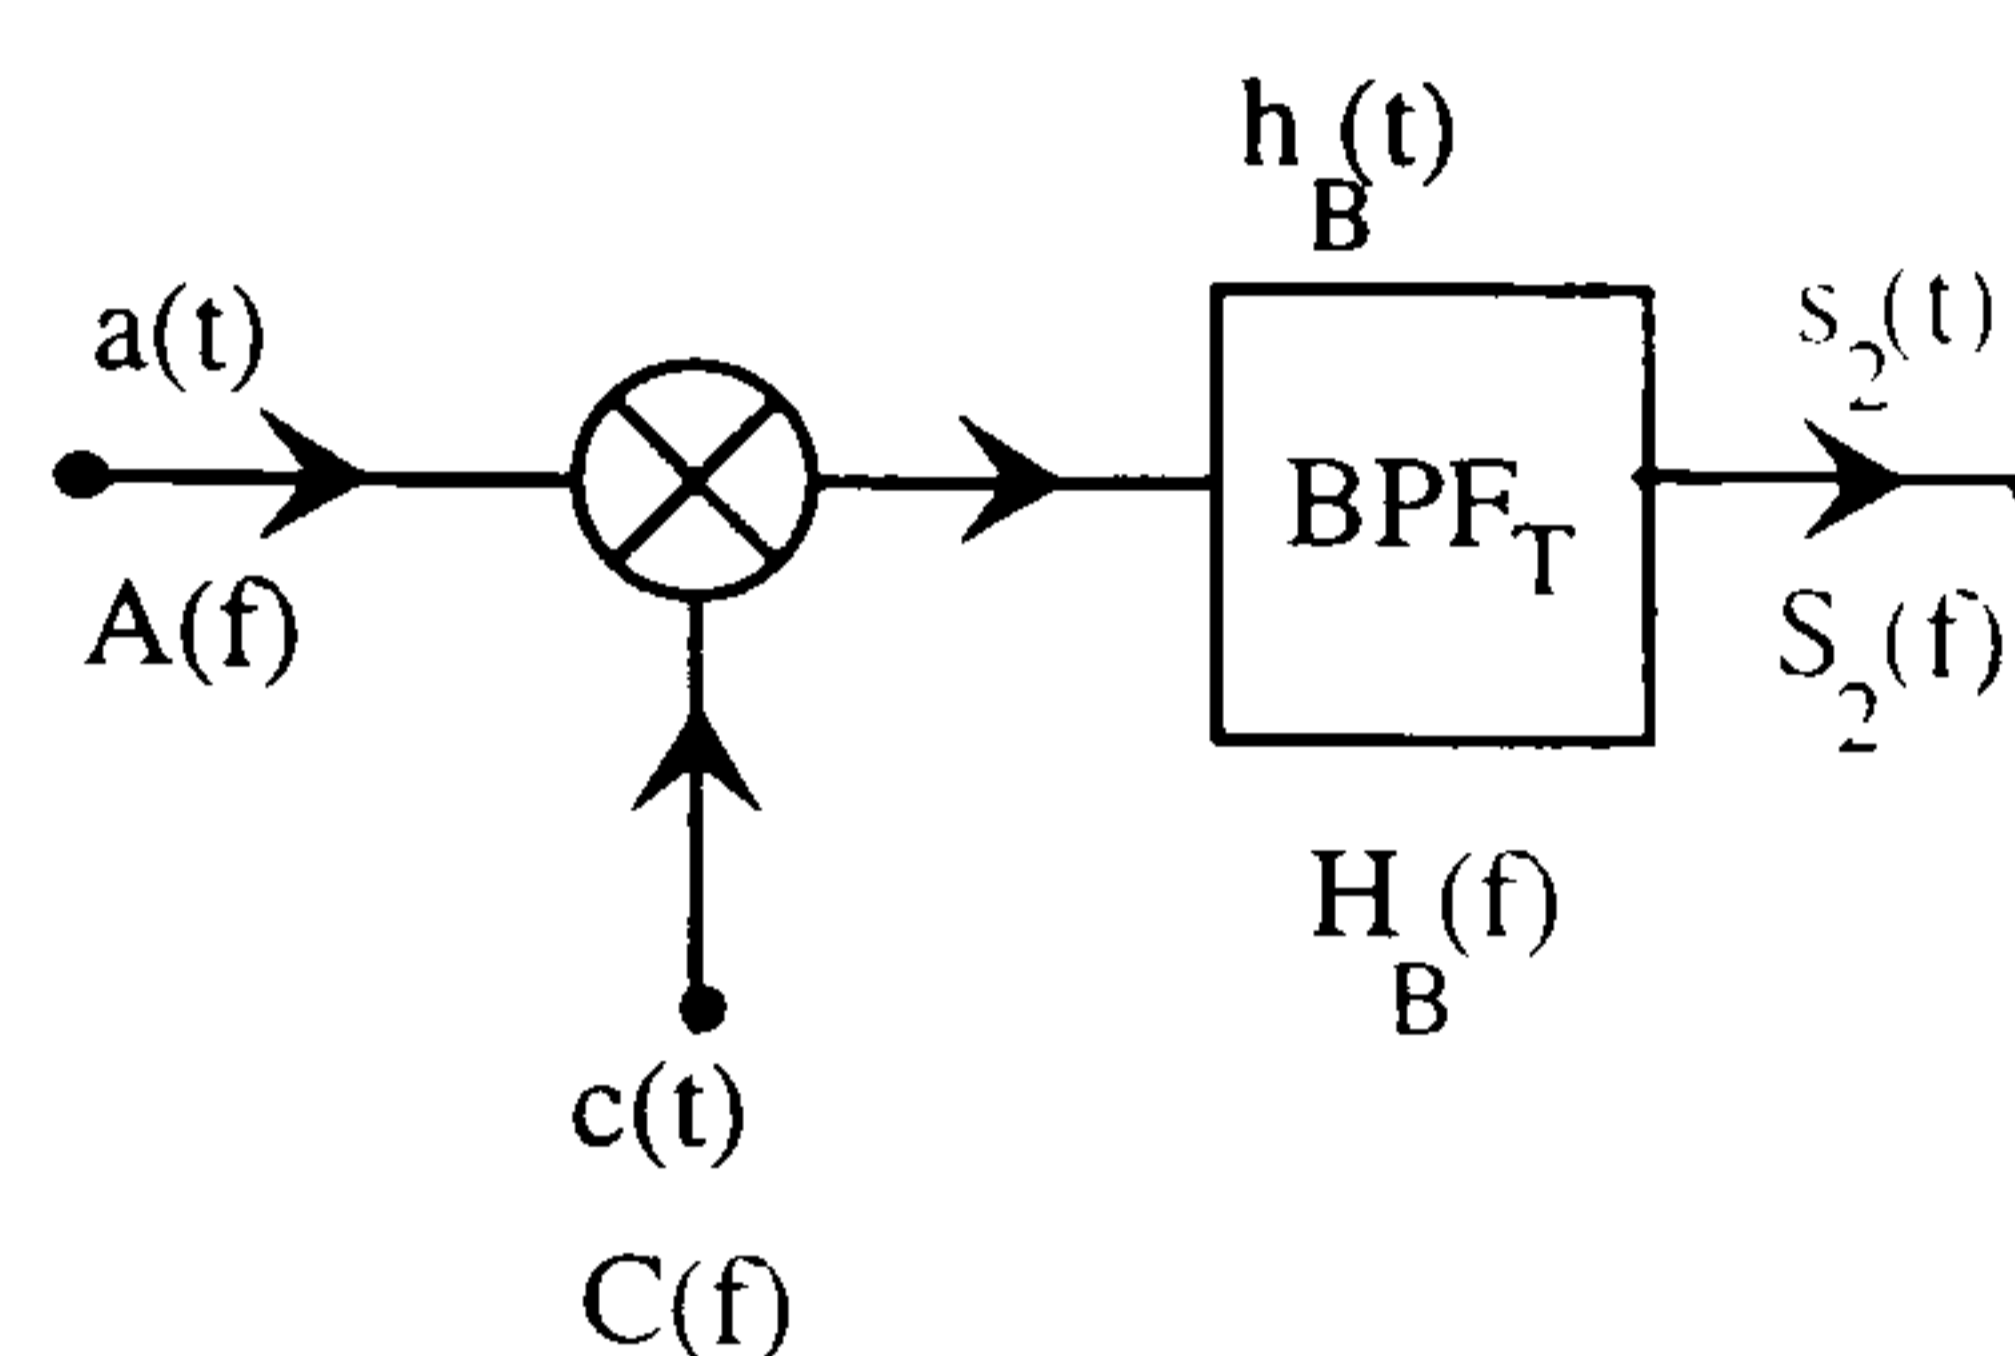 h_B(t)
a(t)
s_2(t)
BPF_T
A(f)
S_2(f)
H_B(f)
c(t)
C(f)